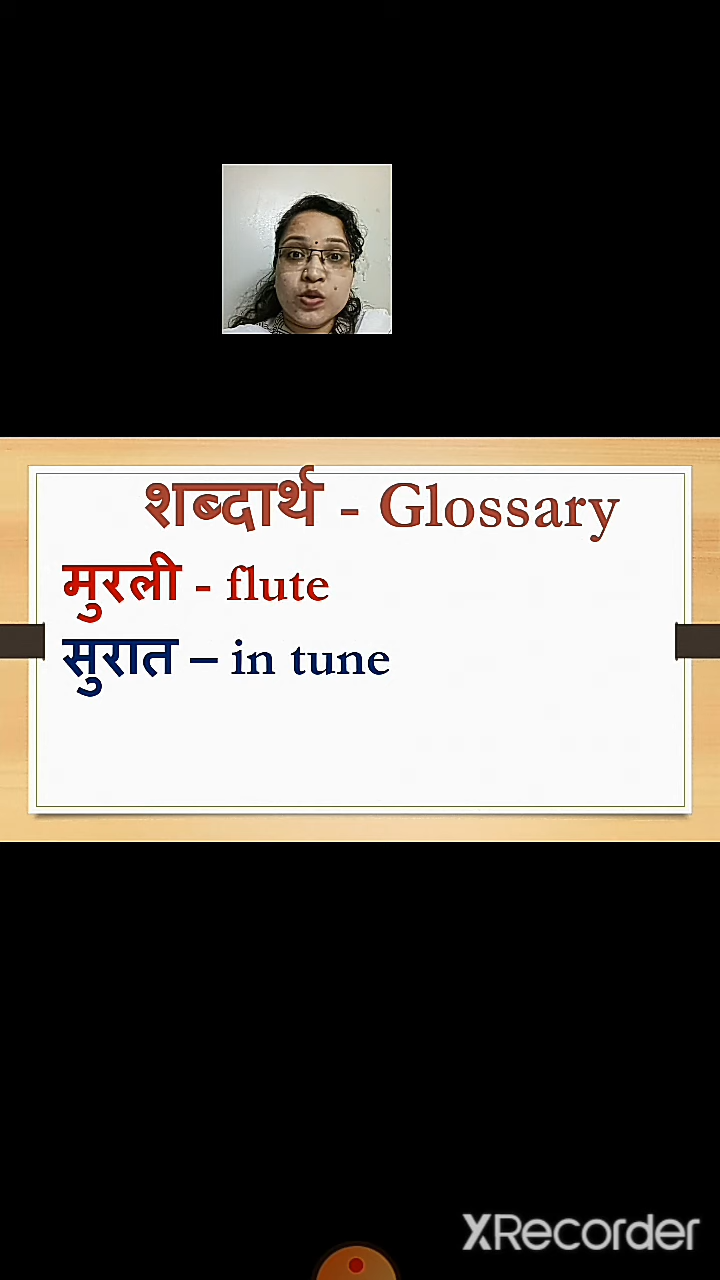 शब्दार्थ - Glossary
मुरली - flute
सुरात – in tune
XRecorder